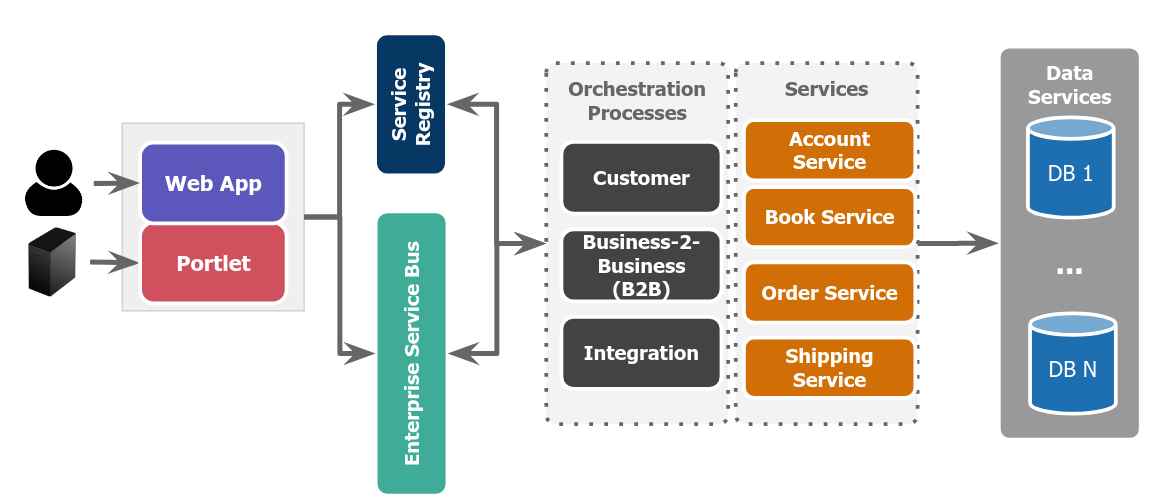 Web App
Portlet
Service
Registry
Enterprise Service Bus
Orchestration
Processes
Customer
Business-2-
Business
(B2B)
Integration
Services
Account
Service
Book Service
Order Service
Shipping
Service
Data
Services
DB 1
...
DB N